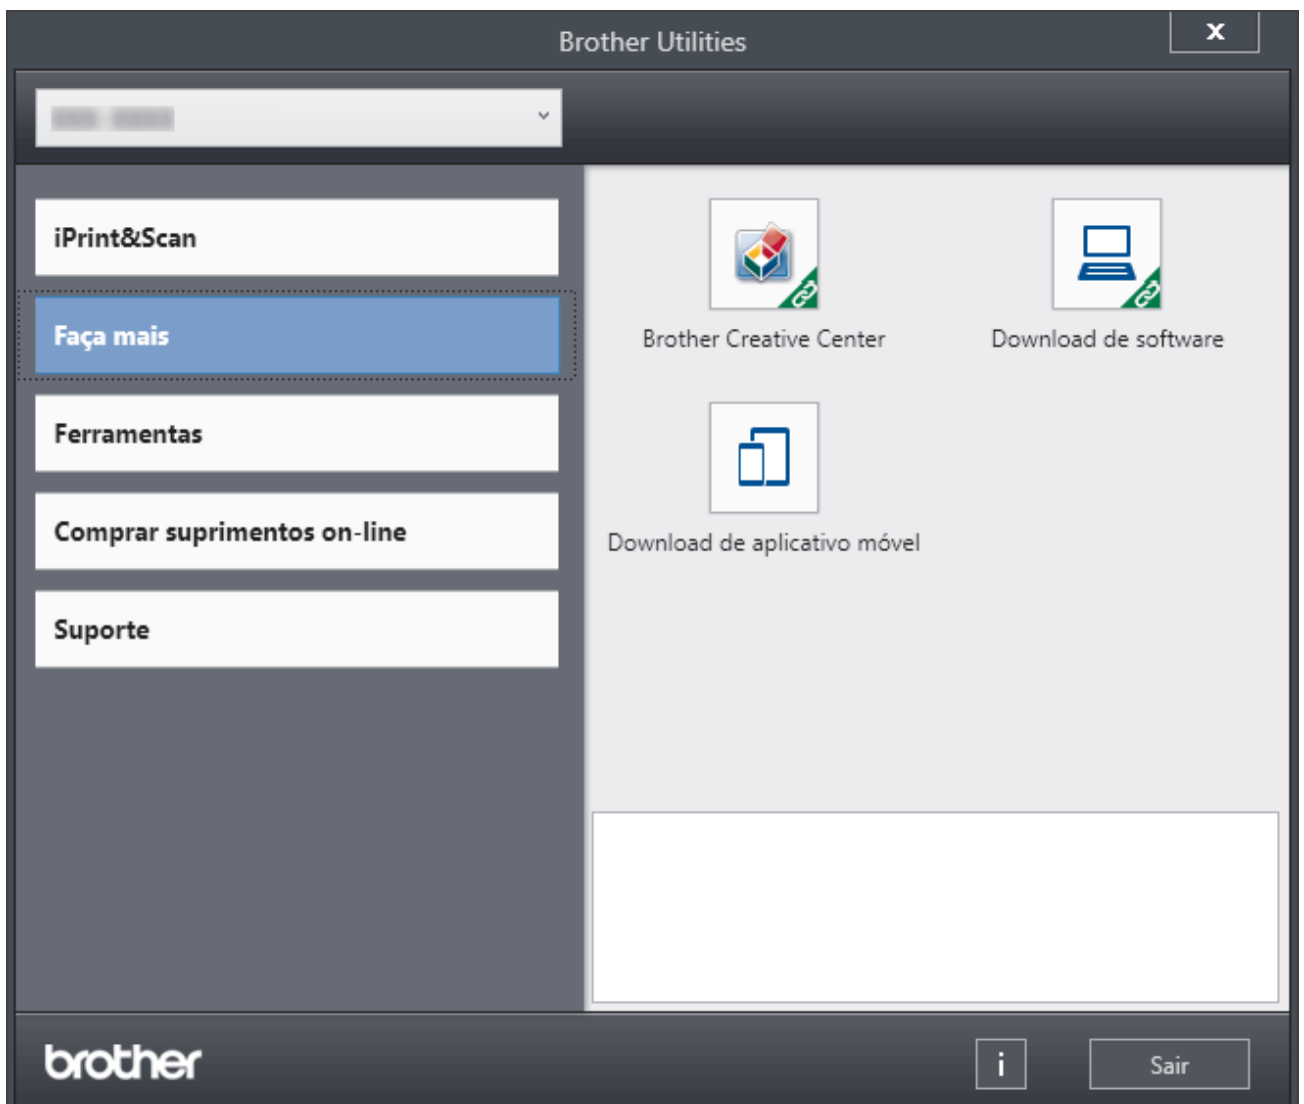 Brother Utilities
X
iPrint&Scan
Faça mais
Ferramentas
Comprar suprimentos on-line
Suporte
Brother Creative Center
Download de software
Download de aplicativo móvel
brother
i
Sair